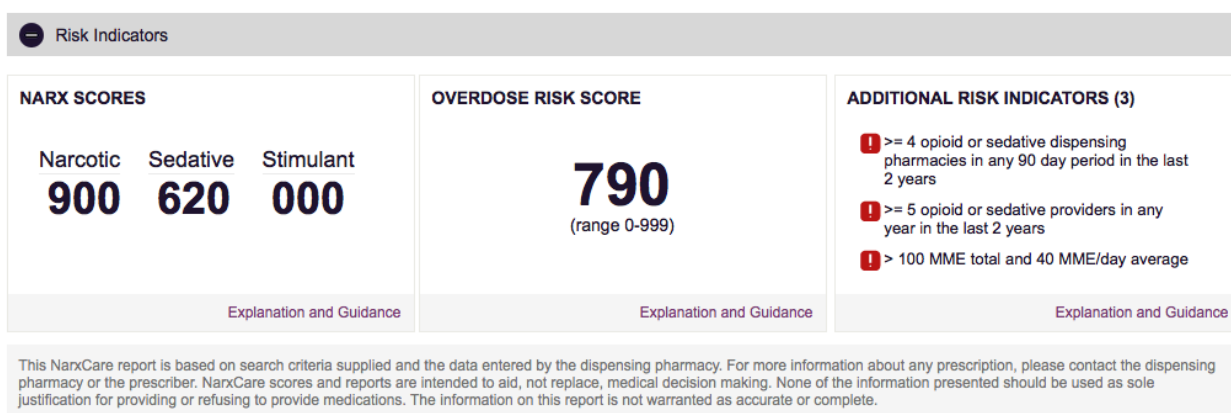 Risk Indicators
NARX SCORES
Narcotic Sedative Stimulant
900 620 000
Explanation and Guidance
OVERDOSE RISK SCORE
790
(range 0-999)
Explanation and Guidance
ADDITIONAL RISK INDICATORS (3)
>= 4 opioid or sedative dispensing
pharmacies in any 90 day period in the last
2 years
>= 5 opioid or sedative providers in any
year in the last 2 years
> 100 MME total and 40 MME/day average
Explanation and Guidance
This NarxCare report is based on search criteria supplied and the data entered by the dispensing pharmacy. For more information about any prescription, please contact the dispensing
pharmacy or the prescriber. NarxCare scores and reports are intended to aid, not replace, medical decision making. None of the information presented should be used as sole
justification for providing or refusing to provide medications. The information on this report is not warranted as accurate or complete.